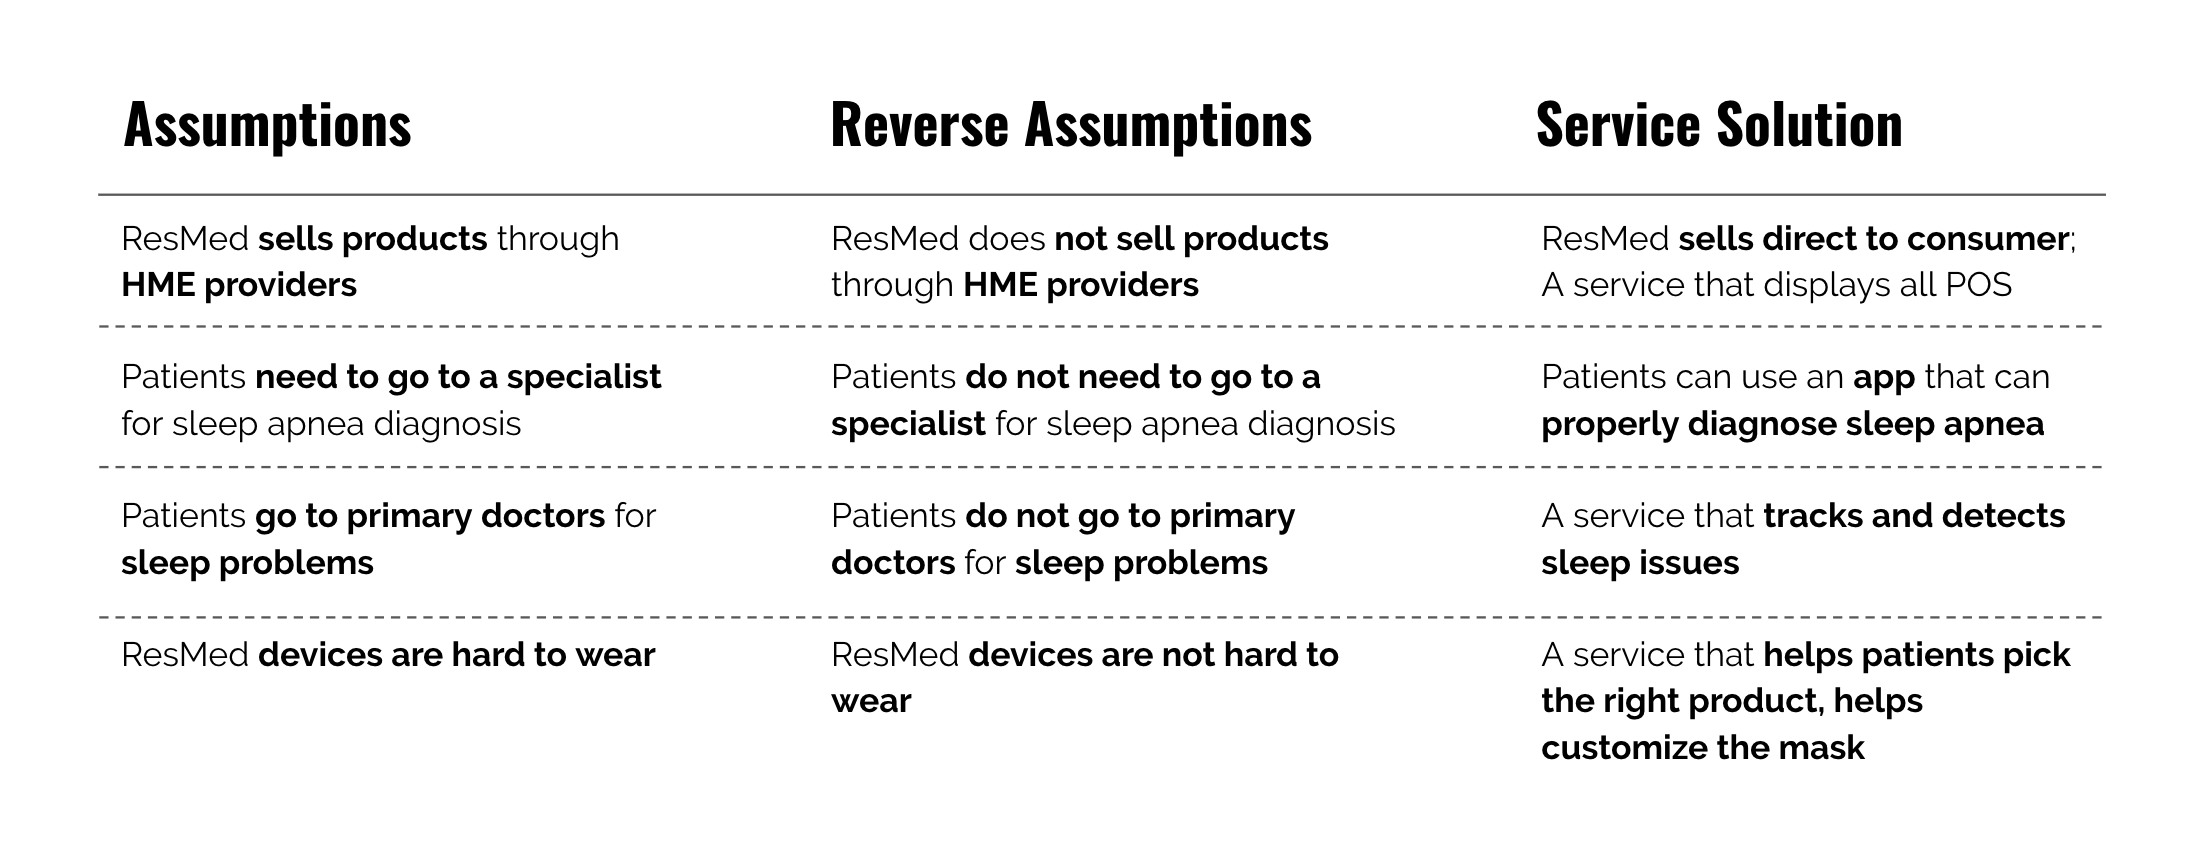 Assumptions
Reverse Assumptions
Service Solution
ResMed sells products through
HME providers
ResMed does not sell products
through HME providers
ResMed sells direct to consumer;
A service that displays all POS
Patients need to go to a specialist
for sleep apnea diagnosis
Patients do not need to go to a
specialist for sleep apnea diagnosis
Patients can use an app that can
properly diagnose sleep apnea
Patients go to primary doctors for
sleep problems
Patients do not go to primary
doctors for sleep problems
A service that tracks and detects
sleep issues
ResMed devices are hard to wear
ResMed devices are not hard to
wear
A service that helps patients pick
the right product, helps
customize the mask